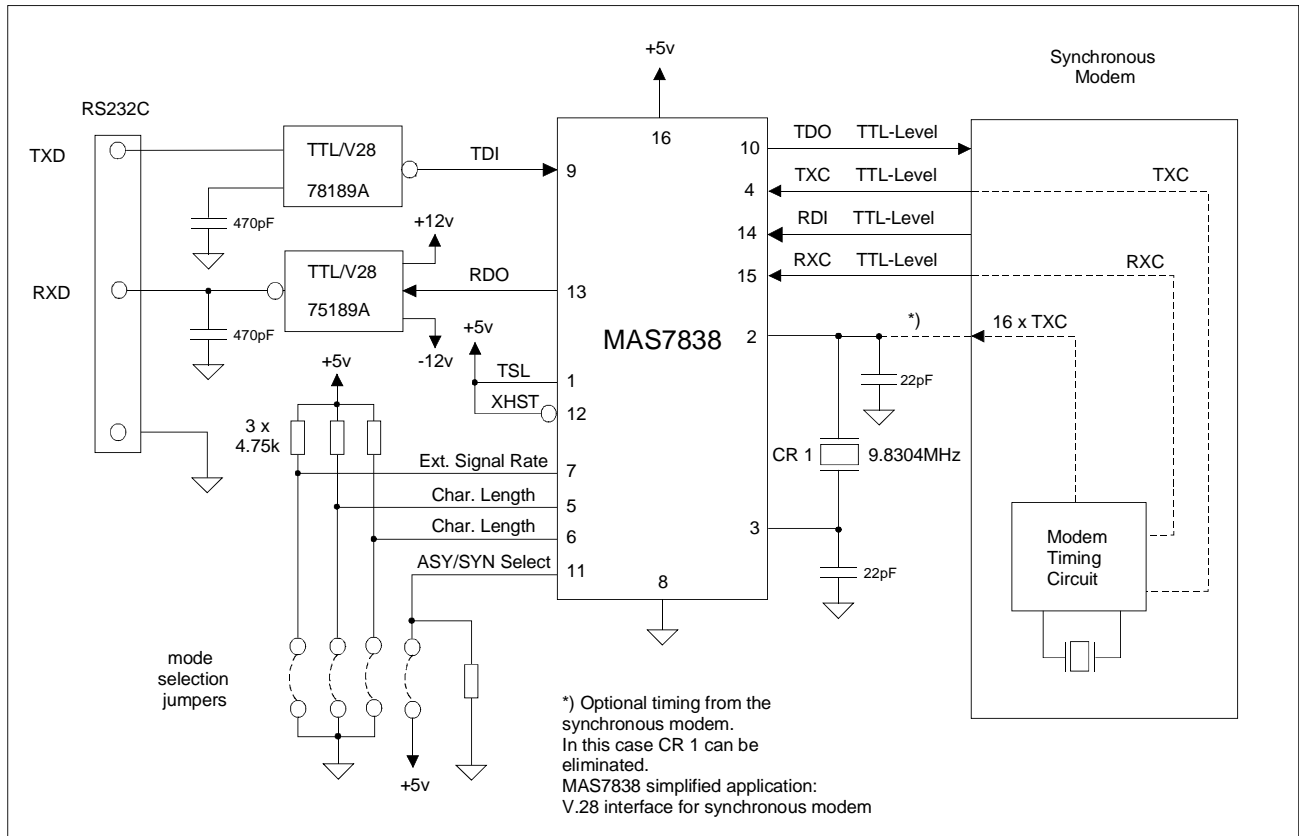 +5v
Synchronous
Modem
RS232C
TXD
TTL/V28
78189A
TDI
9
16
10
TDO
TTL-Level
4
TXC
TTL-Level
TXC
470pF
14
RDI
TTL-Level
+12v
15
RXC
TTL-Level
RXC
RXD
TTL/V28
75189A
RDO
13
MAS7838
2
*)
16 x TXC
470pF
-12v
+5v
+5v
TSL
1
22pF
XHST
12
3 x
4.75k
CR 1
9.8304MHz
Ext. Signal Rate
7
Char. Length
5
Char. Length
6
3
ASY/SYN Select
11
8
22pF
Modem
Timing
Circuit
mode
selection
jumpers
+5v
*) Optional timing from the
synchronous modem.
In this case CR 1 can be
eliminated.
MAS7838 simplified application:
V.28 interface for synchronous modem